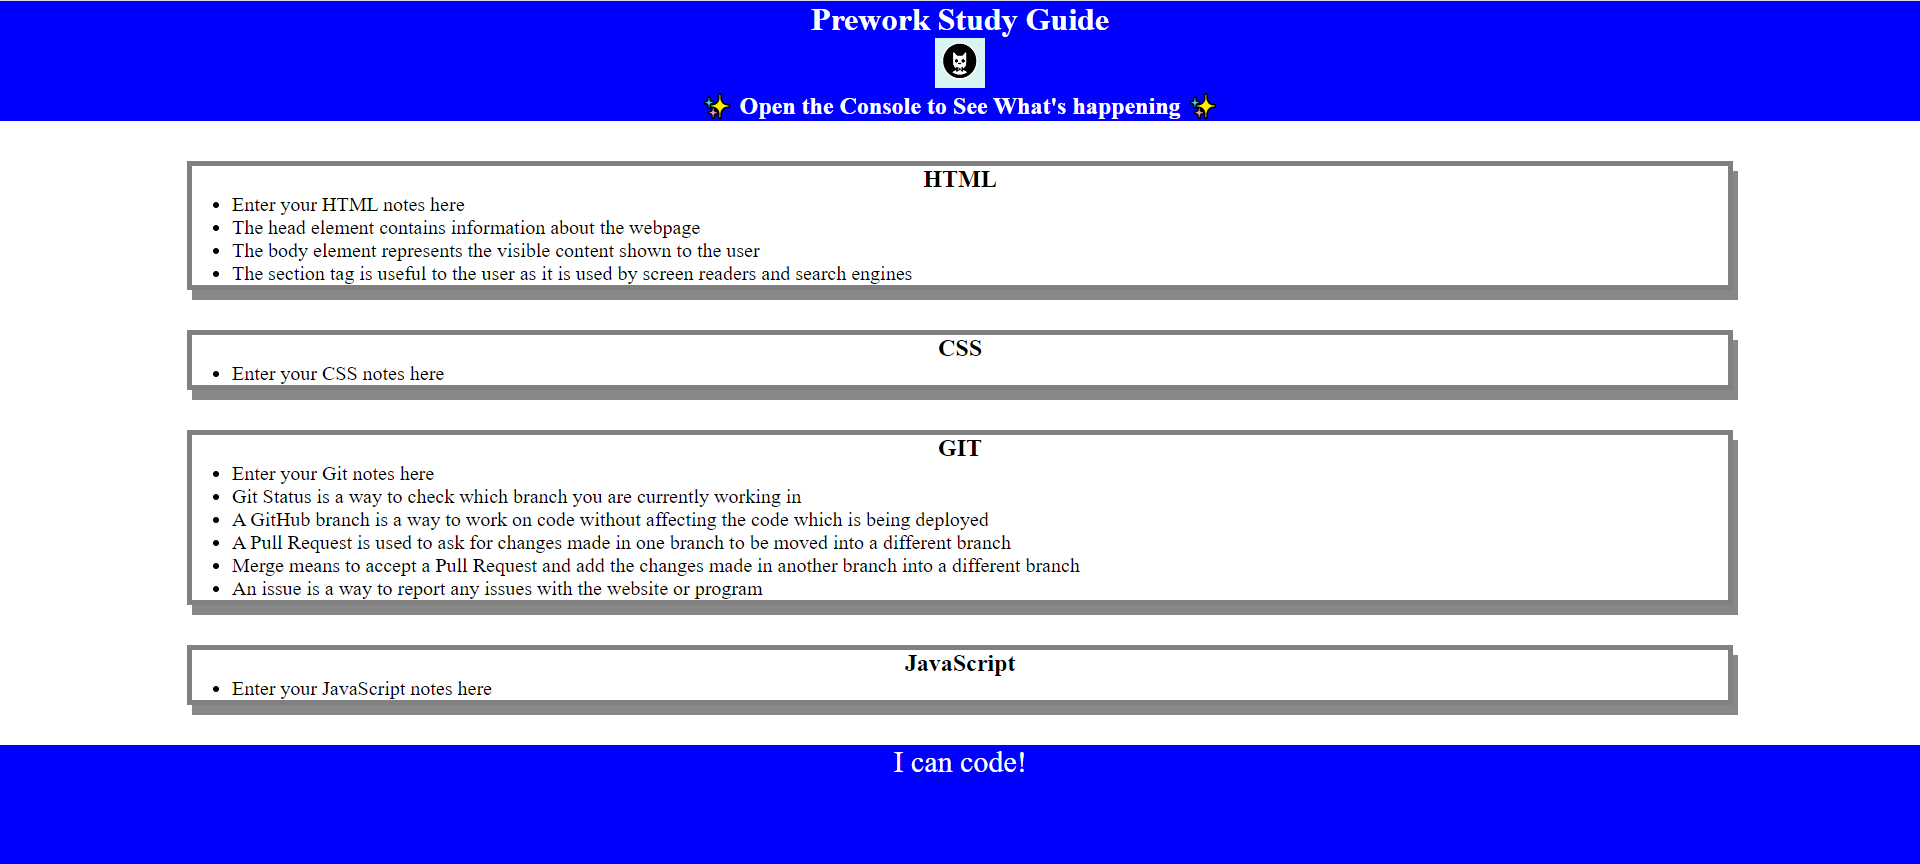 Prework Study Guide
✨ Open the Console to See What's happening ✨
HTML
• Enter your HTML notes here
• The head element contains information about the webpage
• The body element represents the visible content shown to the user
• The section tag is useful to the user as it is used by screen readers and search engines
CSS
• Enter your CSS notes here
GIT
• Enter your Git notes here
• Git Status is a way to check which branch you are currently working in
• A GitHub branch is a way to work on code without affecting the code which is being deployed
• A Pull Request is used to ask for changes made in one branch to be moved into a different branch
• Merge means to accept a Pull Request and add the changes made in another branch into a different branch
• An issue is a way to report any issues with the website or program
JavaScript
• Enter your JavaScript notes here
I can code!